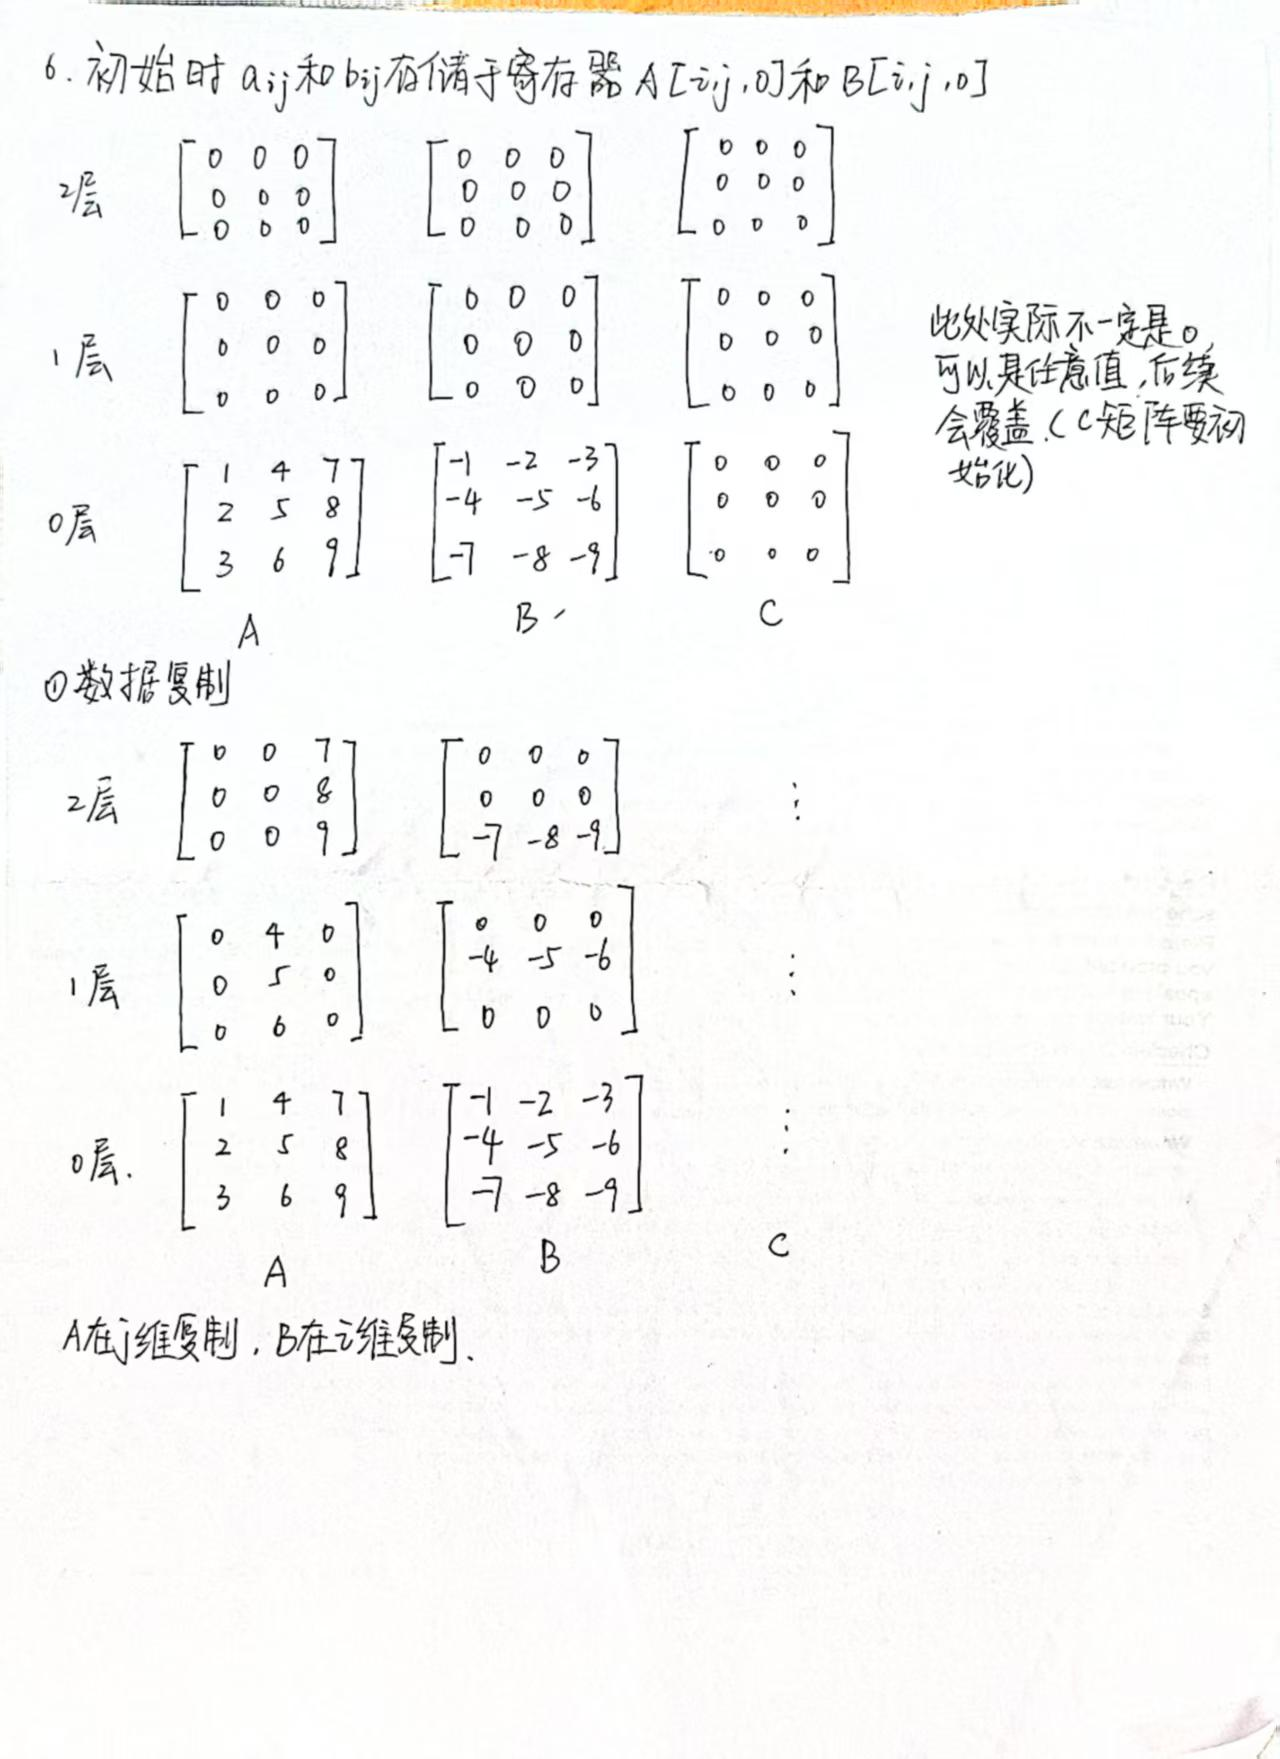 6. 初始时 aij和bij存储于寄存器 A[i,j,0]和 B[i,j,0]
2层
0 0 0
0 0 0
0 0 0
0 0 0
0 0 0
0 0 0
0 0 0
0 0 0
0 0 0
1层
0 0 0
0 0 0
0 0 0
0 0 0
0 0 0
0 0 0
0 0 0
0 0 0
0 0 0
此处实际不一定是0,
可以是任意值,后续
会覆盖.(C矩阵要初
始化)
0层
1 4 7
2 5 8
3 6 9
-1 -2 -3
-4 -5 -6
-7 -8 -9
0 0 0
0 0 0
0 0 0
A B C
①数据复制
2层
0 0 7
0 0 8
0 0 9
0 0 0
0 0 0
-7 -8 -9
⋮
1层
0 4 0
0 5 0
0 6 0
0 0 0
-4 -5 -6
0 0 0
⋮
0层.
1 4 7
2 5 8
3 6 9
-1 -2 -3
-4 -5 -6
-7 -8 -9
⋮
A B C
A在j维复制,B在i维复制.